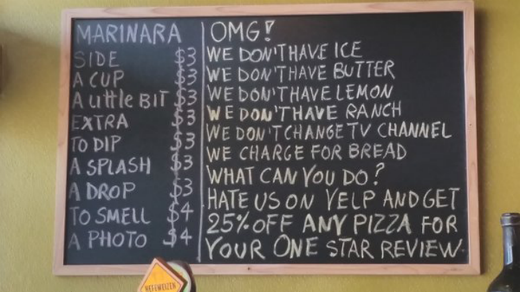 MARINARA
SIDE $3
A CUP $3
A LITTLE BIT $3
EXTRA $3
TO DIP $3
A SPLASH $3
A DROP $3
TO SMELL $4
A PHOTO $4
OMG!
WE DON'T HAVE ICE
WE DON'T HAVE BUTTER
WE DON'T HAVE LEMON
WE DON'T HAVE RANCH
WE DON'T CHANGE TV CHANNEL
WE CHARGE FOR BREAD
WHAT CAN YOU DO?
HATE US ON YELP AND GET
25% OFF ANY PIZZA FOR
YOUR ONE STAR REVIEW
HEFEWEIZEN